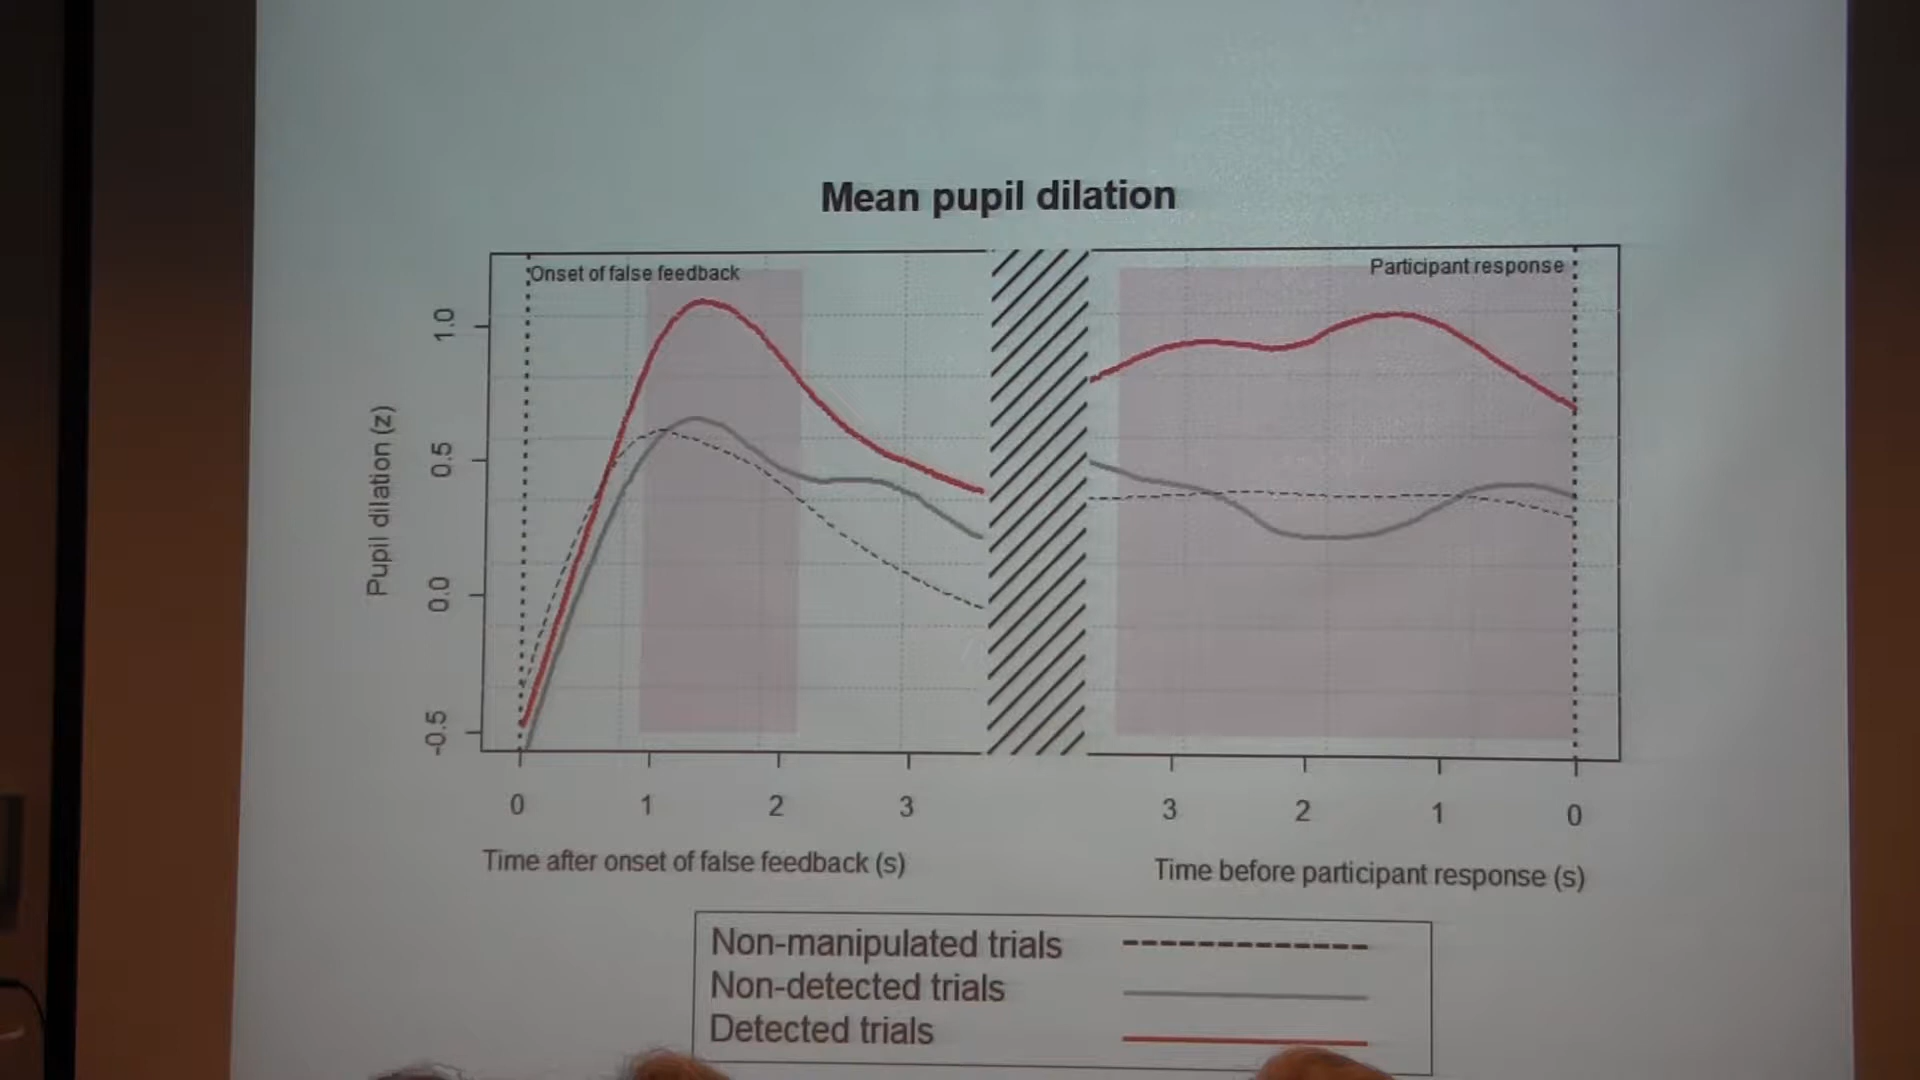 Mean pupil dilation
Onset of false feedback
Participant response
Pupil dilation (z)
1.0
0.5
0.0
-0.5
0 1 2 3
3 2 1 0
Time after onset of false feedback (s)
Time before participant response (s)
Non-manipulated trials
Non-detected trials
Detected trials